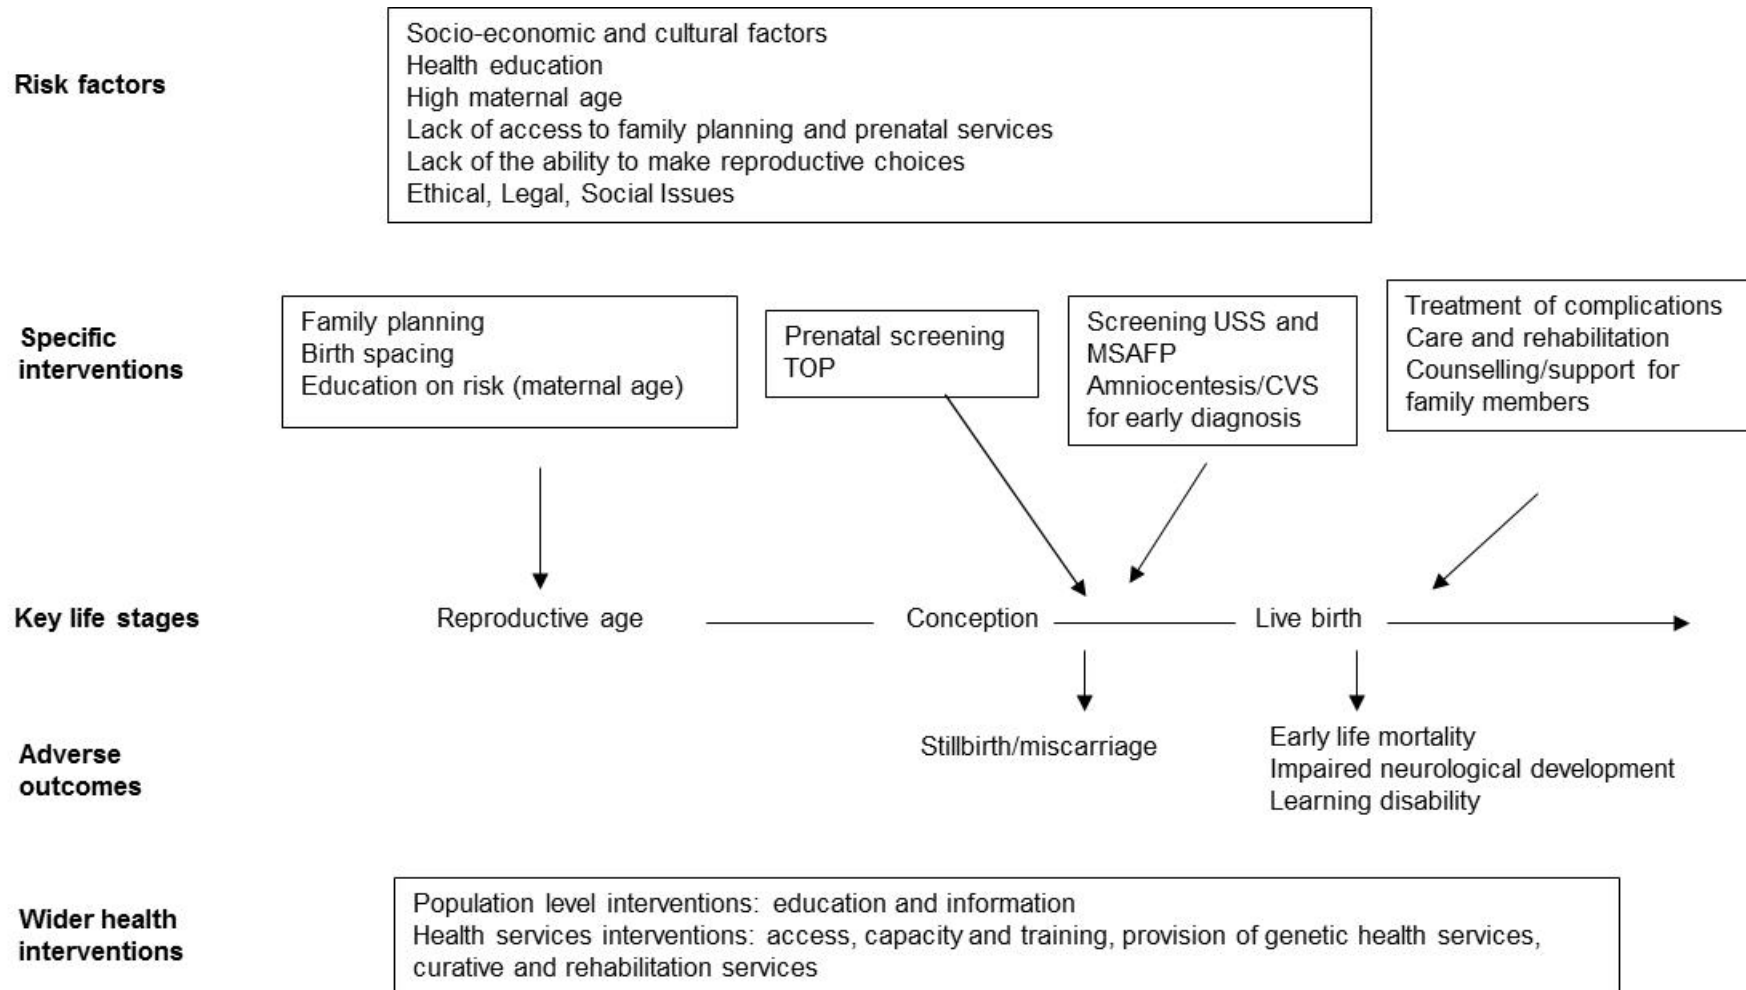 Risk factors
Socio-economic and cultural factors
Health education
High maternal age
Lack of access to family planning and prenatal services
Lack of the ability to make reproductive choices
Ethical, Legal, Social Issues
Specific
interventions
Family planning
Birth spacing
Education on risk (maternal age)
Prenatal screening
TOP
Screening USS and
MSAFP
Amniocentesis/CVS
for early diagnosis
Treatment of complications
Care and rehabilitation
Counselling/support for
family members
Key life stages
Reproductive age
Conception
Live birth
Adverse
outcomes
Stillbirth/miscarriage
Early life mortality
Impaired neurological development
Learning disability
Wider health
interventions
Population level interventions: education and information
Health services interventions: access, capacity and training, provision of genetic health services,
curative and rehabilitation services